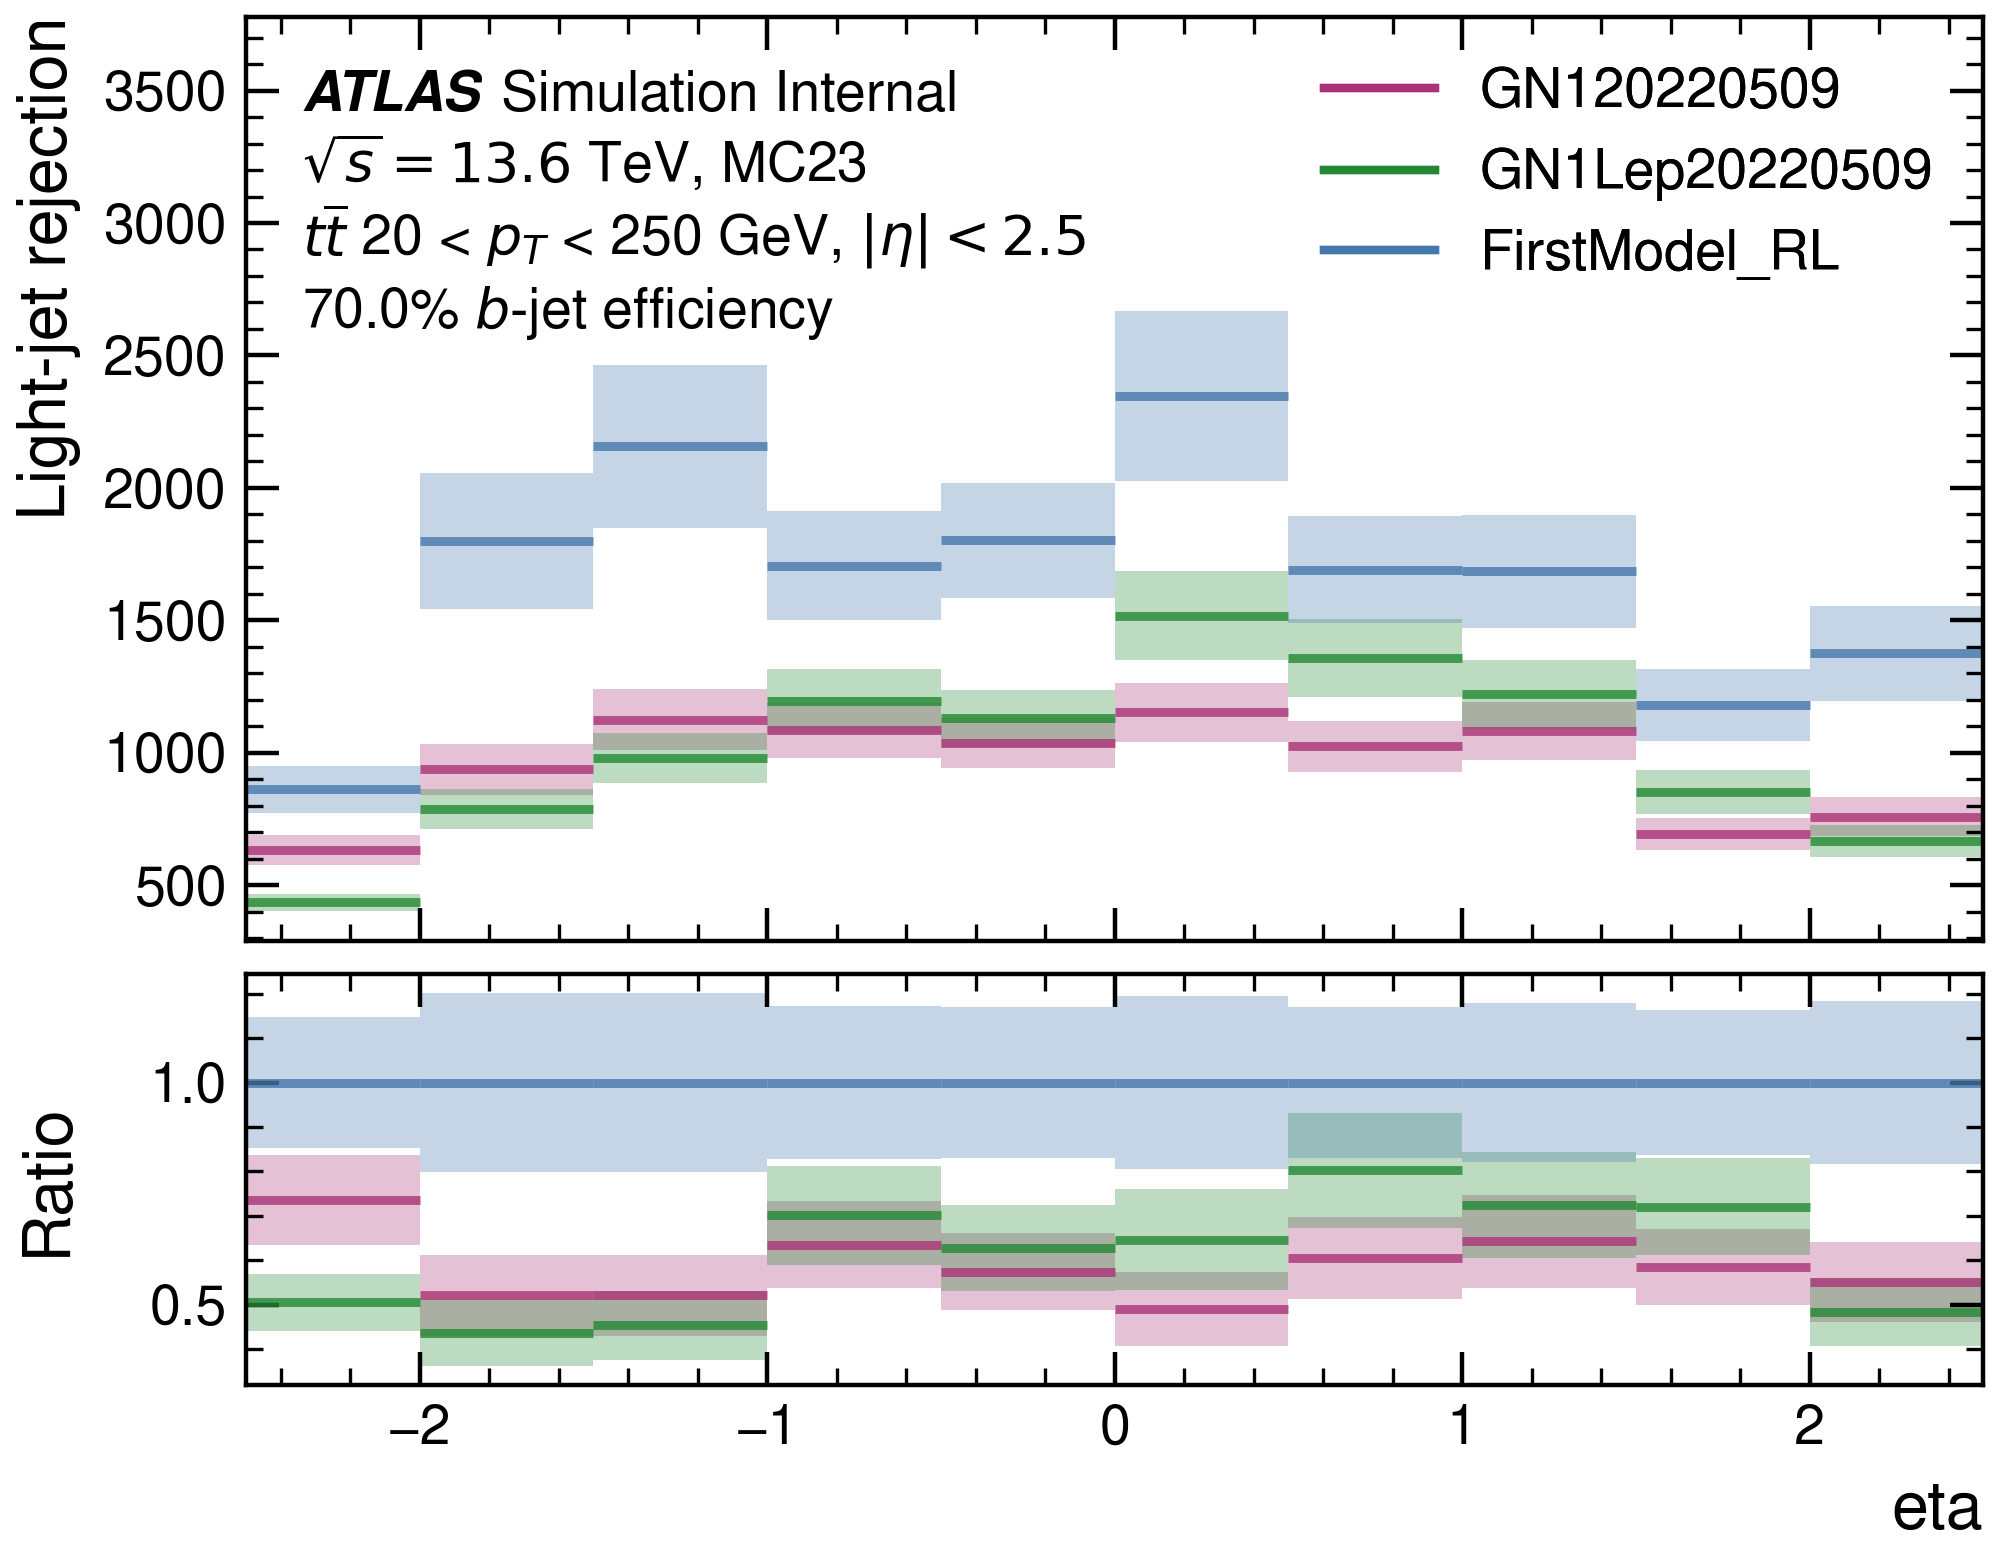 Light-jet rejection
3500
3000
2500
2000
1500
1000
500
ATLAS Simulation Internal
√s = 13.6 TeV, MC23
tt̄ 20 < p_T < 250 GeV, |η| < 2.5
70.0% b-jet efficiency
GN120220509
GN1Lep20220509
FirstModel_RL
Ratio
1.0
0.5
−2
−1
0
1
2
eta